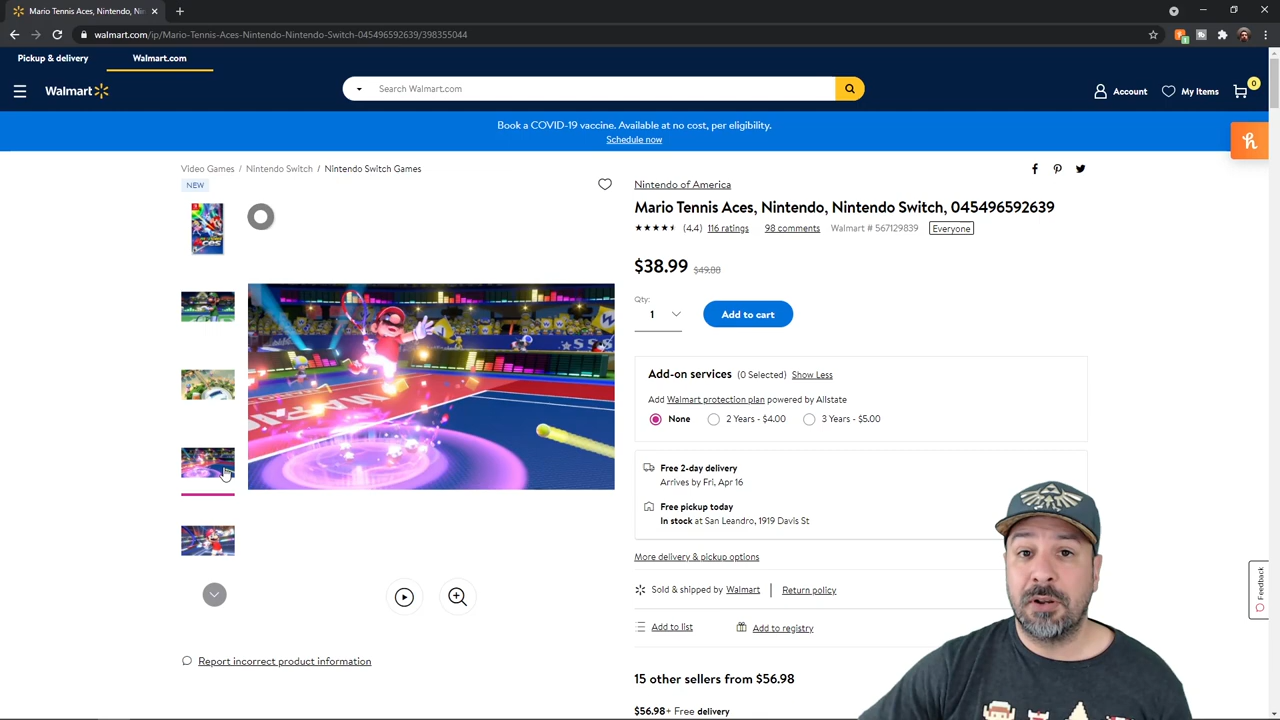 Mario Tennis Aces, Nintendo, Nin
walmart.com/ip/Mario-Tennis-Aces-Nintendo-Nintendo-Switch-045496592639/398355044
Pickup & delivery
Walmart.com
Walmart
Search Walmart.com
Account
My Items
0
Book a COVID-19 vaccine. Available at no cost, per eligibility.
Schedule now
Video Games / Nintendo Switch / Nintendo Switch Games
NEW
Nintendo of America
Mario Tennis Aces, Nintendo, Nintendo Switch, 045496592639
(4.4) 116 ratings 98 comments Walmart # 567129839 Everyone
$38.99 $49.88
Qty:
1
Add to cart
Add-on services (0 Selected) Show Less
Add Walmart protection plan powered by Allstate
None 2 Years - $4.00 3 Years - $5.00
Free 2-day delivery
Arrives by Fri, Apr 16
Free pickup today
In stock at San Leandro, 1919 Davis St
More delivery & pickup options
Sold & shipped by Walmart | Return policy
Add to list Add to registry
15 other sellers from $56.98
$56.98+ Free delivery
Report incorrect product information
Feedback